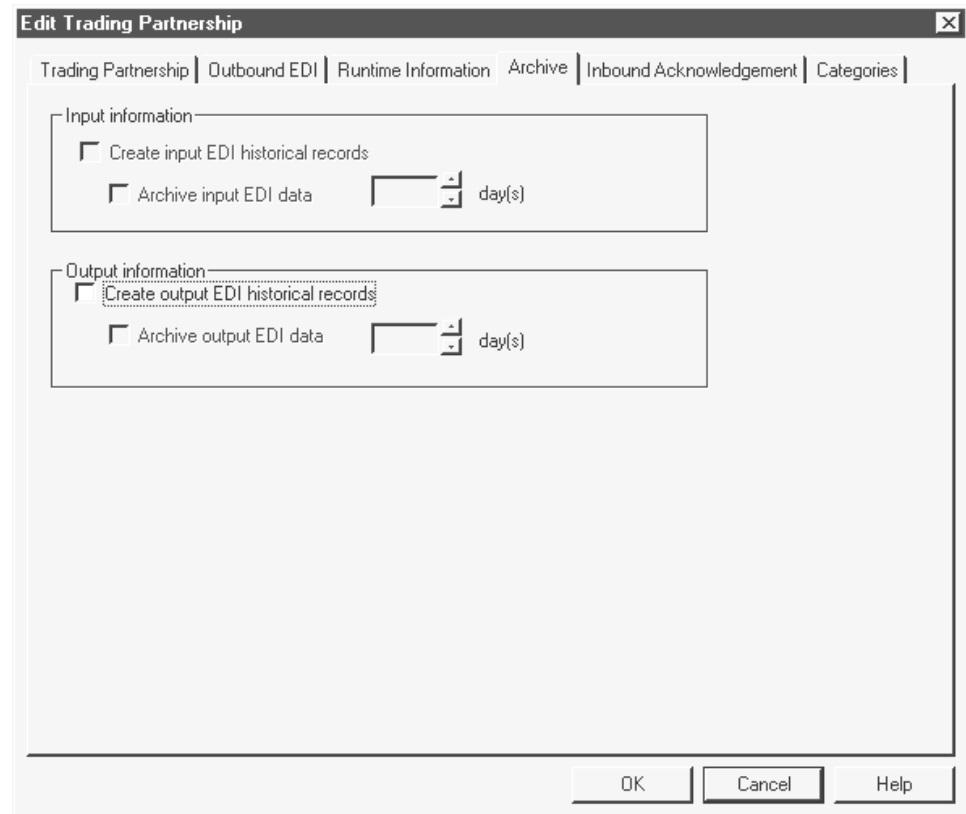 Edit Trading Partnership
Trading Partnership Outbound EDI Runtime Information Archive Inbound Acknowledgement Categories
Input information
Create input EDI historical records
Archive input EDI data day(s)
Output information
Create output EDI historical records
Archive output EDI data day(s)
OK Cancel Help